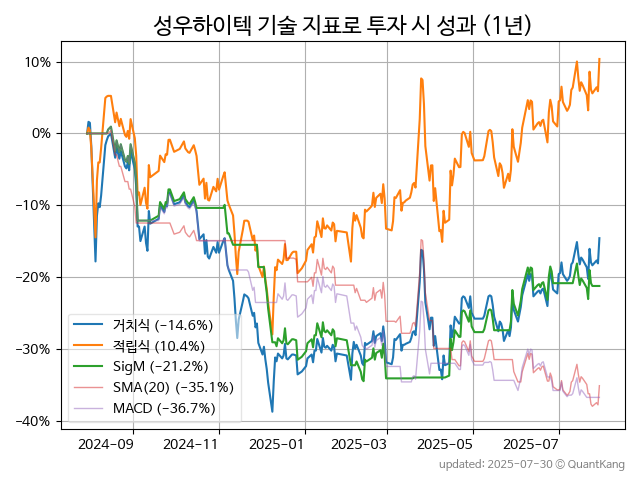 성우하이텍 기술 지표로 투자 시 성과 (1년)
10%
0%
−10%
−20%
−30%
−40%
거치식 (−14.6%)
적립식 (10.4%)
SigM (−21.2%)
SMA(20) (−35.1%)
MACD (−36.7%)
2024−09
2024−11
2025−01
2025−03
2025−05
2025−07
updated: 2025-07-30 © QuantKang